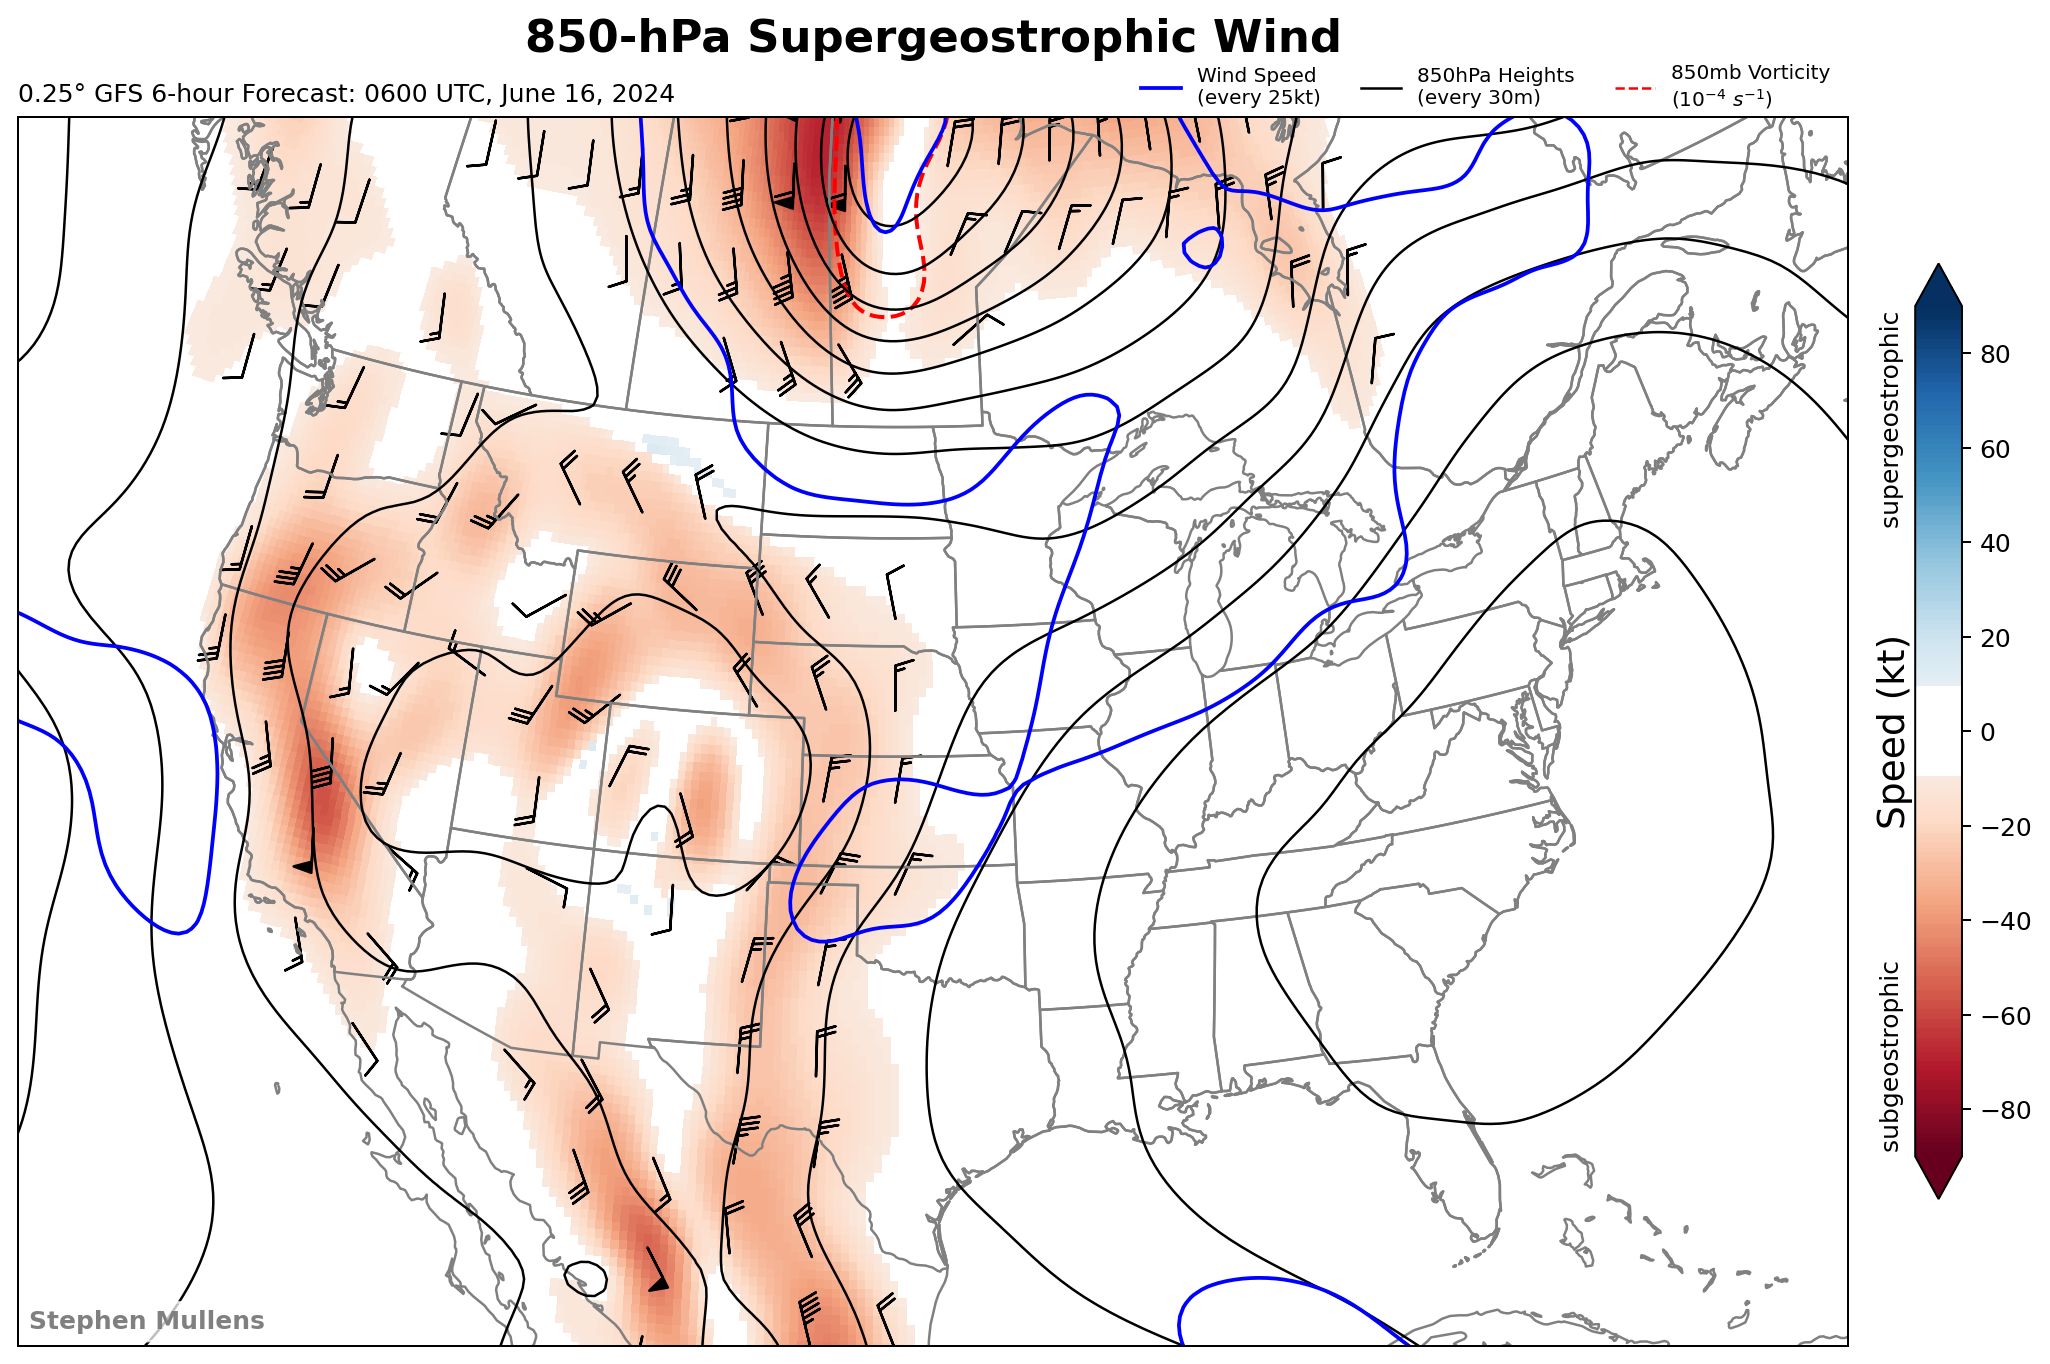 850-hPa Supergeostrophic Wind
0.25° GFS 6-hour Forecast: 0600 UTC, June 16, 2024
Wind Speed
(every 25kt)
850hPa Heights
(every 30m)
850mb Vorticity
(10⁻⁴ s⁻¹)
supergeostrophic
Speed (kt)
subgeostrophic
80
60
40
20
0
−20
−40
−60
−80
Stephen Mullens